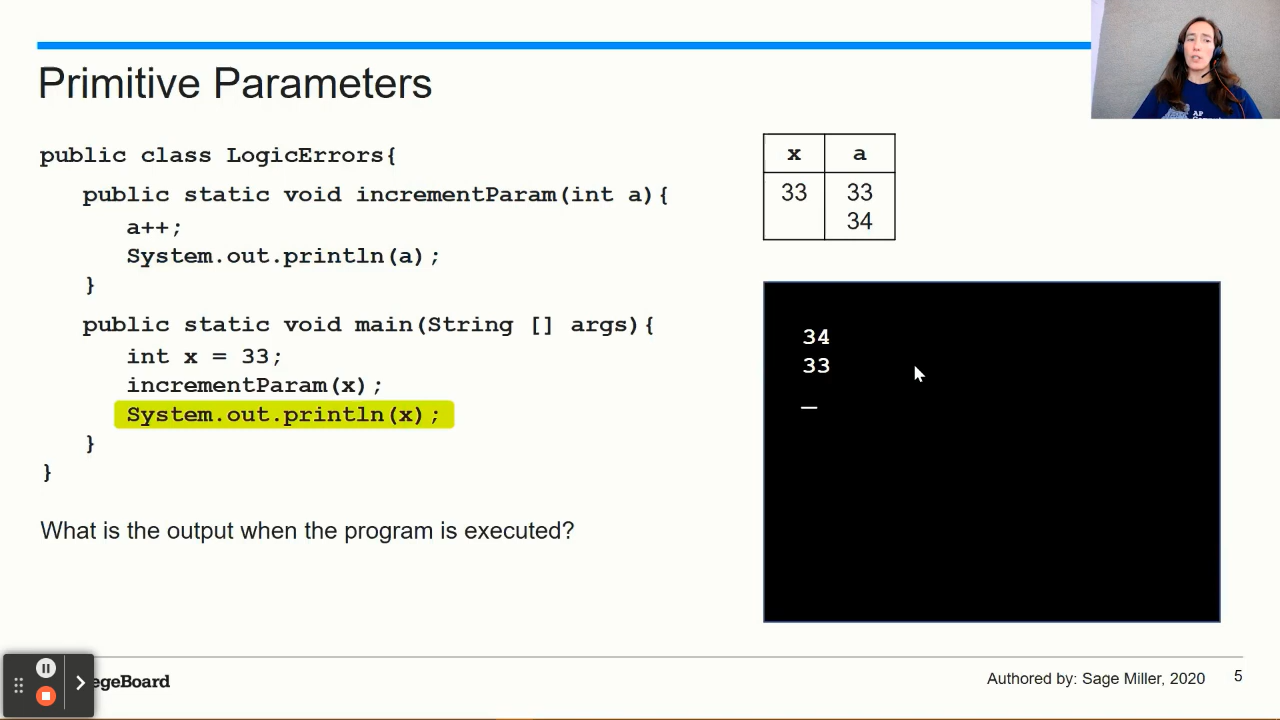 Primitive Parameters
public class LogicErrors{
public static void incrementParam(int a){
a++;
System.out.println(a);
}
public static void main(String [] args){
int x = 33;
incrementParam(x);
System.out.println(x);
}
}
What is the output when the program is executed?
x a
33 33
34
34
33
_
AP
egeBoard
Authored by: Sage Miller, 2020 5